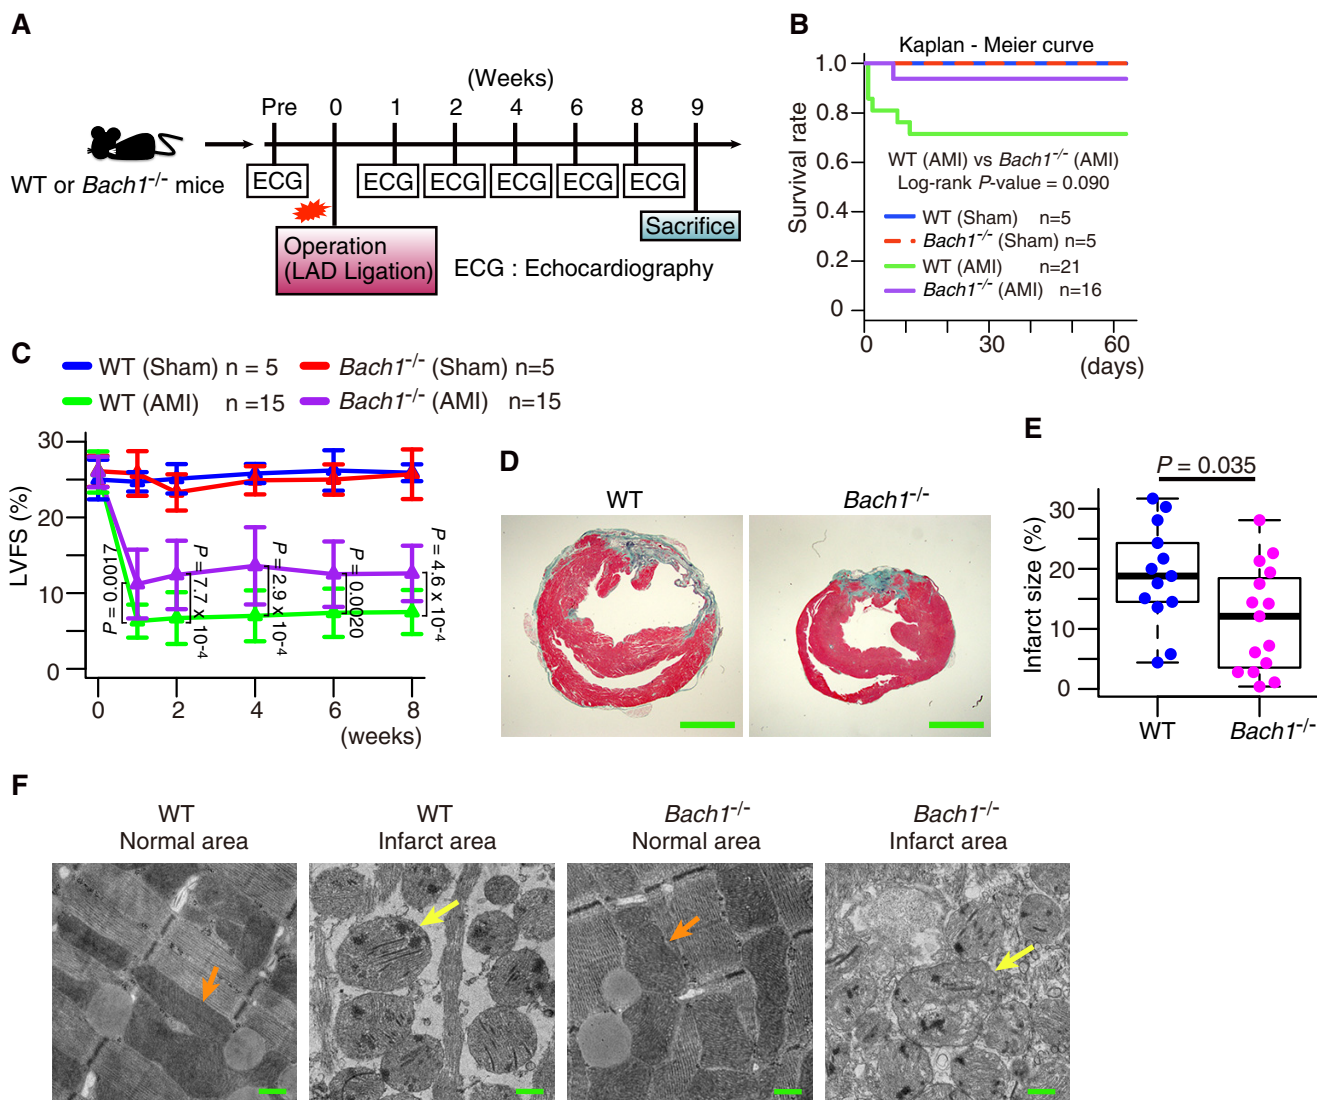 A
(Weeks)
Pre 0 1 2 4 6 8 9
WT or Bach1-/- mice
ECG ECG ECG ECG ECG ECG
Operation
(LAD Ligation)
Sacrifice
ECG : Echocardiography
B
Kaplan - Meier curve
Survival rate
1.0
0.8
0.6
0.4
0.2
0
WT (AMI) vs Bach1-/- (AMI)
Log-rank P-value = 0.090
WT (Sham) n=5
Bach1-/- (Sham) n=5
WT (AMI) n=21
Bach1-/- (AMI) n=16
0 30 60
(days)
C
WT (Sham) n = 5
Bach1-/- (Sham) n=5
WT (AMI) n =15
Bach1-/- (AMI) n=15
LVFS (%)
30
20
10
0
P = 0.0017
P = 7.7 x 10-4
P = 2.9 x 10-4
P = 0.0020
P = 4.6 x 10-4
0 2 4 6 8
(weeks)
D
WT
Bach1-/-
E
P = 0.035
Infarct size (%)
30
20
10
0
WT
Bach1-/-
F
WT
Normal area
WT
Infarct area
Bach1-/-
Normal area
Bach1-/-
Infarct area